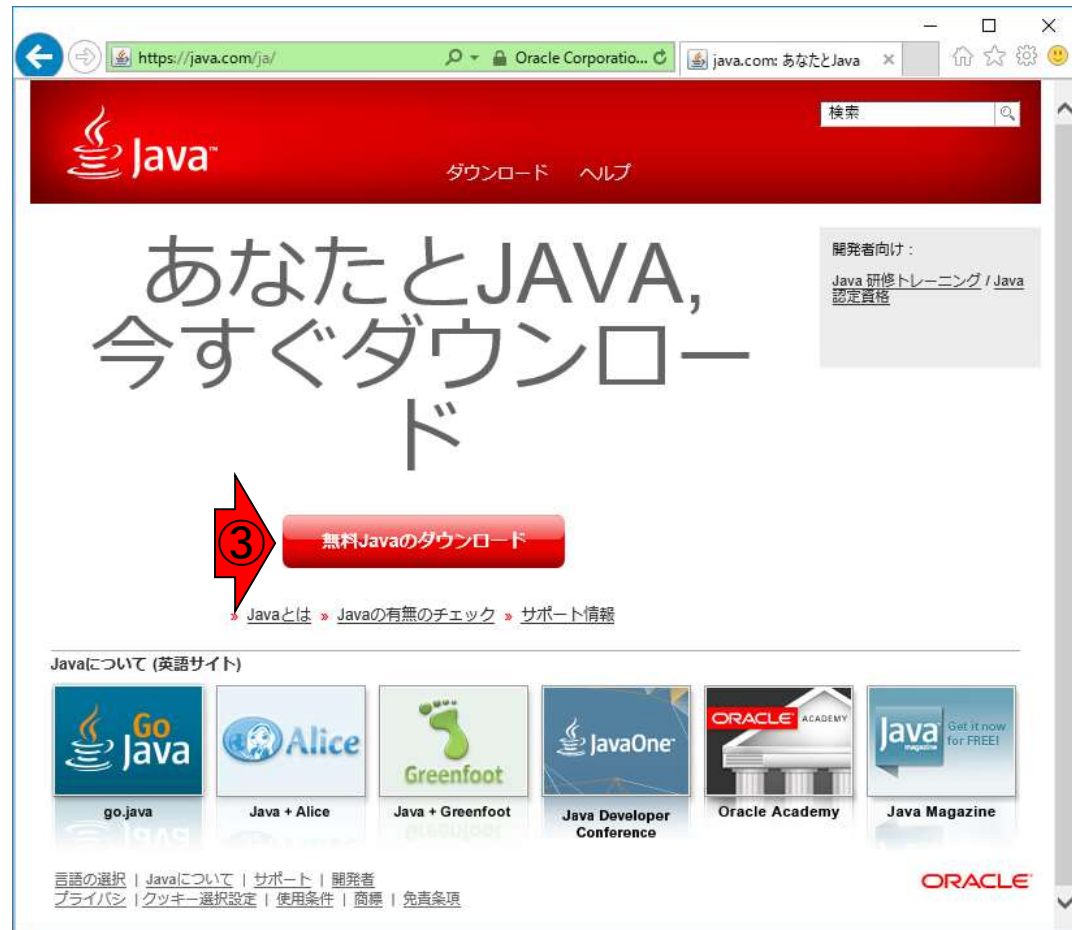 https://java.com/ja/
Oracle Corporatio...
java.com: あなたとJava
Java™
検索
ダウンロード ヘルプ
あなたとJAVA,
今すぐダウンロー
ド
開発者向け :
Java 研修トレーニング / Java
認定資格
③
無料Javaのダウンロード
» Javaとは » Javaの有無のチェック » サポート情報
Javaについて (英語サイト)
Go Java
Alice
Greenfoot
JavaOne
ORACLE ACADEMY
Java magazine
Get it now
for FREE!
go.java
Java + Alice
Java + Greenfoot
Java Developer
Conference
Oracle Academy
Java Magazine
言語の選択 | Javaについて | サポート | 開発者
プライバシ | クッキー選択設定 | 使用条件 | 商標 | 免責条項
ORACLE